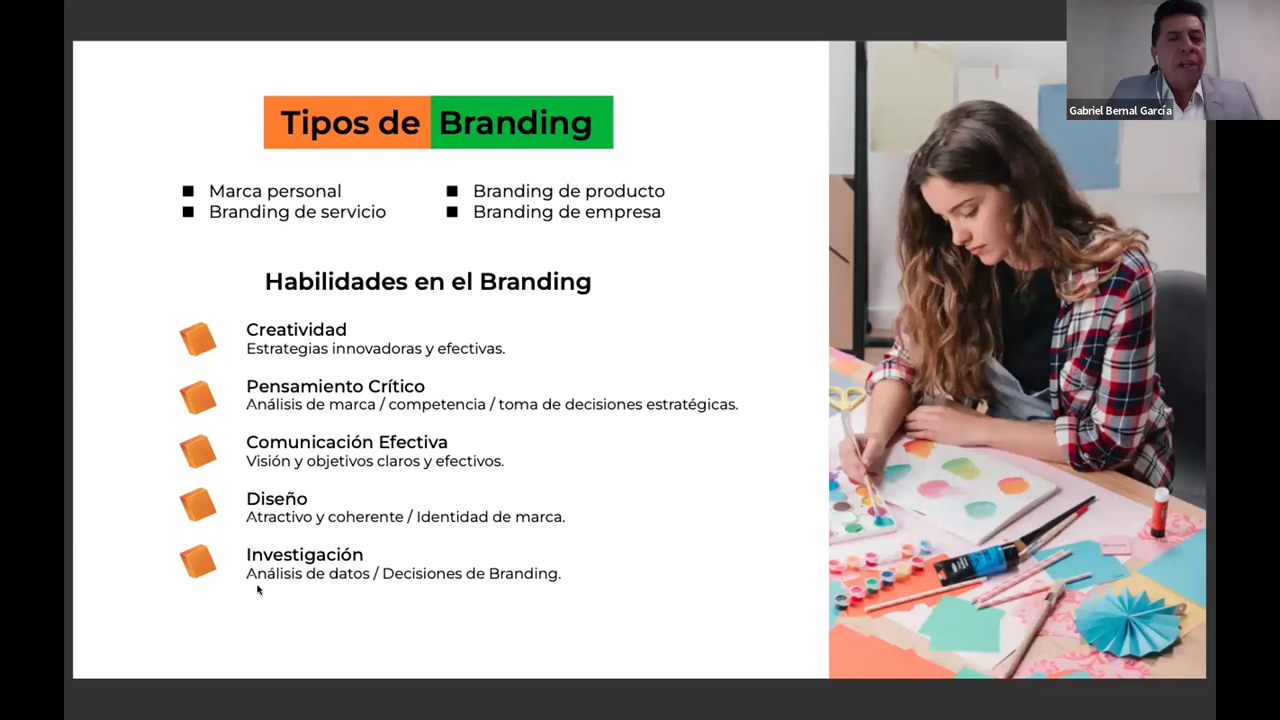 Tipos de Branding
Marca personal
Branding de servicio
Branding de producto
Branding de empresa
Habilidades en el Branding
Creatividad
Estrategias innovadoras y efectivas.
Pensamiento Crítico
Análisis de marca / competencia / toma de decisiones estratégicas.
Comunicación Efectiva
Visión y objetivos claros y efectivos.
Diseño
Atractivo y coherente / Identidad de marca.
Investigación
Análisis de datos / Decisiones de Branding.
Gabriel Bernal García